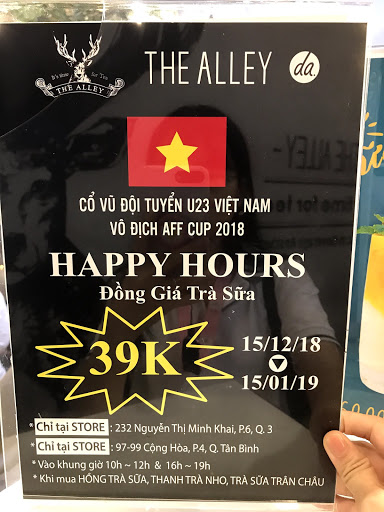 It's time for Tea
THE ALLEY
THE ALLEY da.
CỔ VŨ ĐỘI TUYỂN U23 VIỆT NAM
VÔ ĐỊCH AFF CUP 2018
HAPPY HOURS
Đồng Giá Trà Sữa
39K
15/12/18
15/01/19
* Chỉ tại STORE : 232 Nguyễn Thị Minh Khai, P.6, Q. 3
* Chỉ tại STORE : 97-99 Cộng Hòa, P.4, Q. Tân Bình
* Vào khung giờ 10h ~ 12h & 16h ~ 19h
* Khi mua HỒNG TRÀ SỮA, THANH TRÀ NHO, TRÀ SỮA TRÂN CHÂU